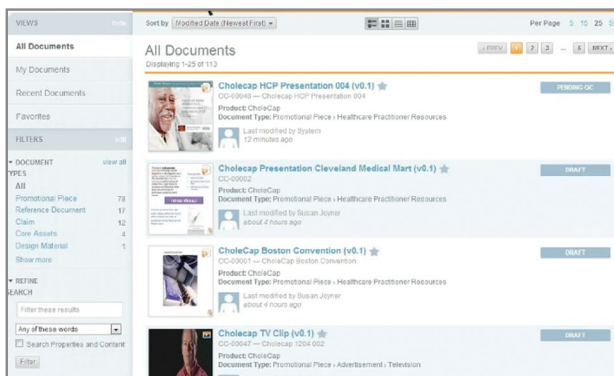 VIEWS hide
All Documents
My Documents
Recent Documents
Favorites
FILTERS edit
DOCUMENT TYPES view all
All
Promotional Piece 78
Reference Document 17
Claim 12
Core Assets 4
Design Material 1
Show more
REFINE SEARCH
Filter these results
Any of these words
Search Properties and Content
Filter
Sort by Modified Date (Newest First)
Per Page 5 15 25
All Documents
Displaying 1-25 of 113
‹ PREV 1 2 3 ... 5 NEXT ›
Cholecap HCP Presentation 004 (v0.1)
PENDING QC
CC-00048 — Cholecap HCP Presentation 004
Product: CholeCap
Document Type: Promotional Piece › Healthcare Practitioner Resources
Last modified by System
12 minutes ago
Cholecap Presentation Cleveland Medical Mart (v0.1)
DRAFT
CC-00002
Product: CholeCap
Document Type: Promotional Piece › Healthcare Practitioner Resources
Last modified by Susan Joyner
about 4 hours ago
CholeCap Boston Convention (v0.1)
DRAFT
CC-00001 — CholeCap Boston Convention
Product: CholeCap
Document Type: Promotional Piece › Healthcare Practitioner Resources
Last modified by Susan Joyner
about 4 hours ago
Cholecap TV Clip (v0.1)
DRAFT
CC-00047 — Cholecap 1204 002
Product: CholeCap
Document Type: Promotional Piece › Advertisement › Television